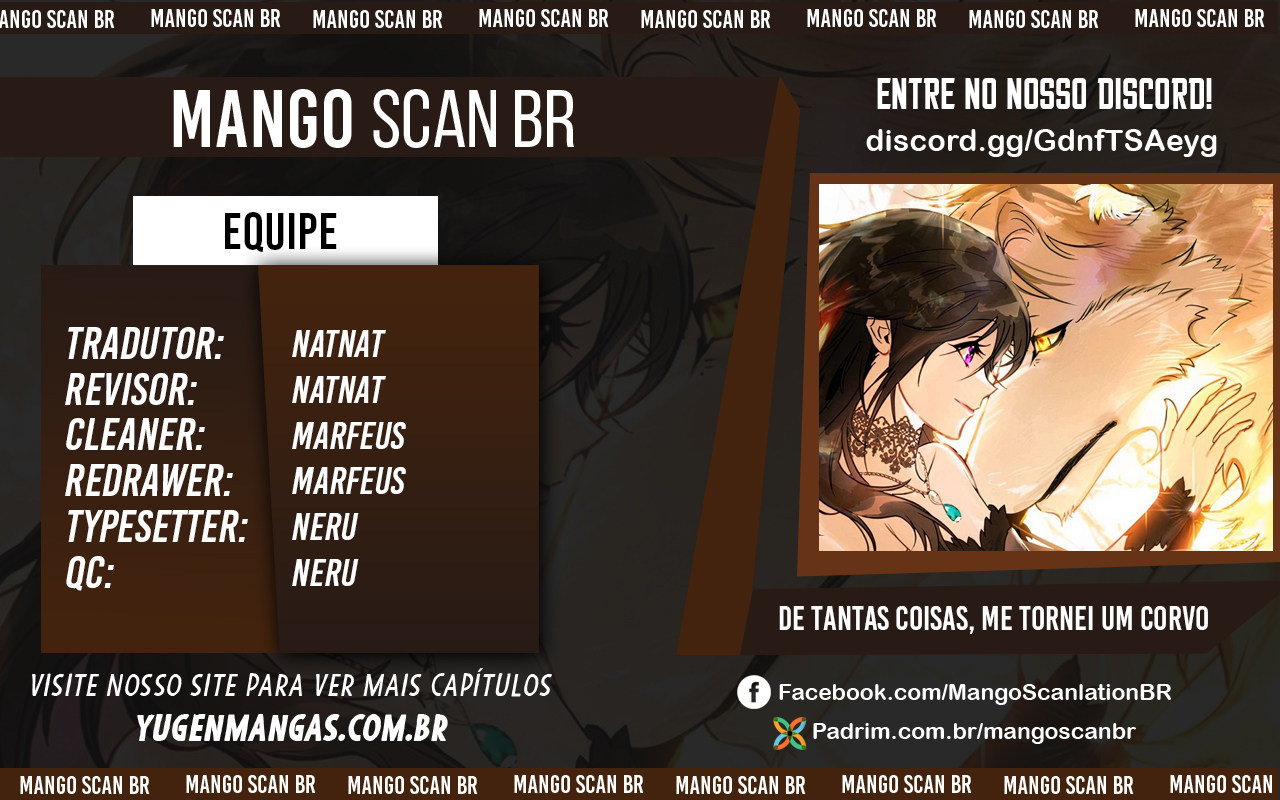 ANGO SCAN BR MANGO SCAN BR MANGO SCAN BR MANGO SCAN BR MANGO SCAN BR MANGO SCAN BR MANGO SCAN BR MANGO SCAN BR
MANGO SCAN BR
EQUIPE
TRADUTOR: NATNAT
REVISOR: NATNAT
CLEANER: MARFEUS
REDRAWER: MARFEUS
TYPESETTER: NERU
QC: NERU
VISITE NOSSO SITE PARA VER MAIS CAPÍTULOS
YUGENMANGAS.COM.BR
ENTRE NO NOSSO DISCORD!
discord.gg/GdnfTSAeyg
DE TANTAS COISAS, ME TORNEI UM CORVO
Facebook.com/MangoScanlationBR
Padrim.com.br/mangoscanbr
MANGO SCAN BR MANGO SCAN BR MANGO SCAN BR MANGO SCAN BR MANGO SCAN BR MANGO SCAN BR MANGO SCAN BR MANGO SCAN